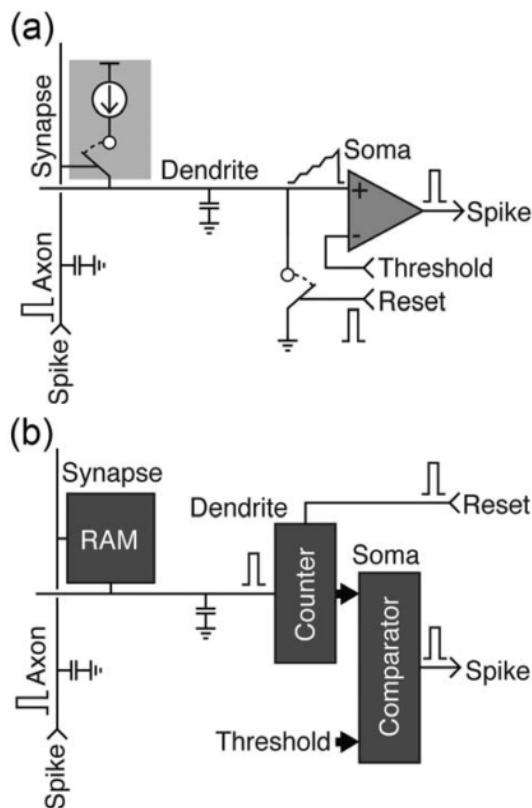 (a)
Synapse
Dendrite
Soma
+
-
Spike
Threshold
Reset
Axon
Spike
(b)
Synapse
RAM
Dendrite
Reset
Counter
Soma
Comparator
Spike
Axon
Threshold
Spike